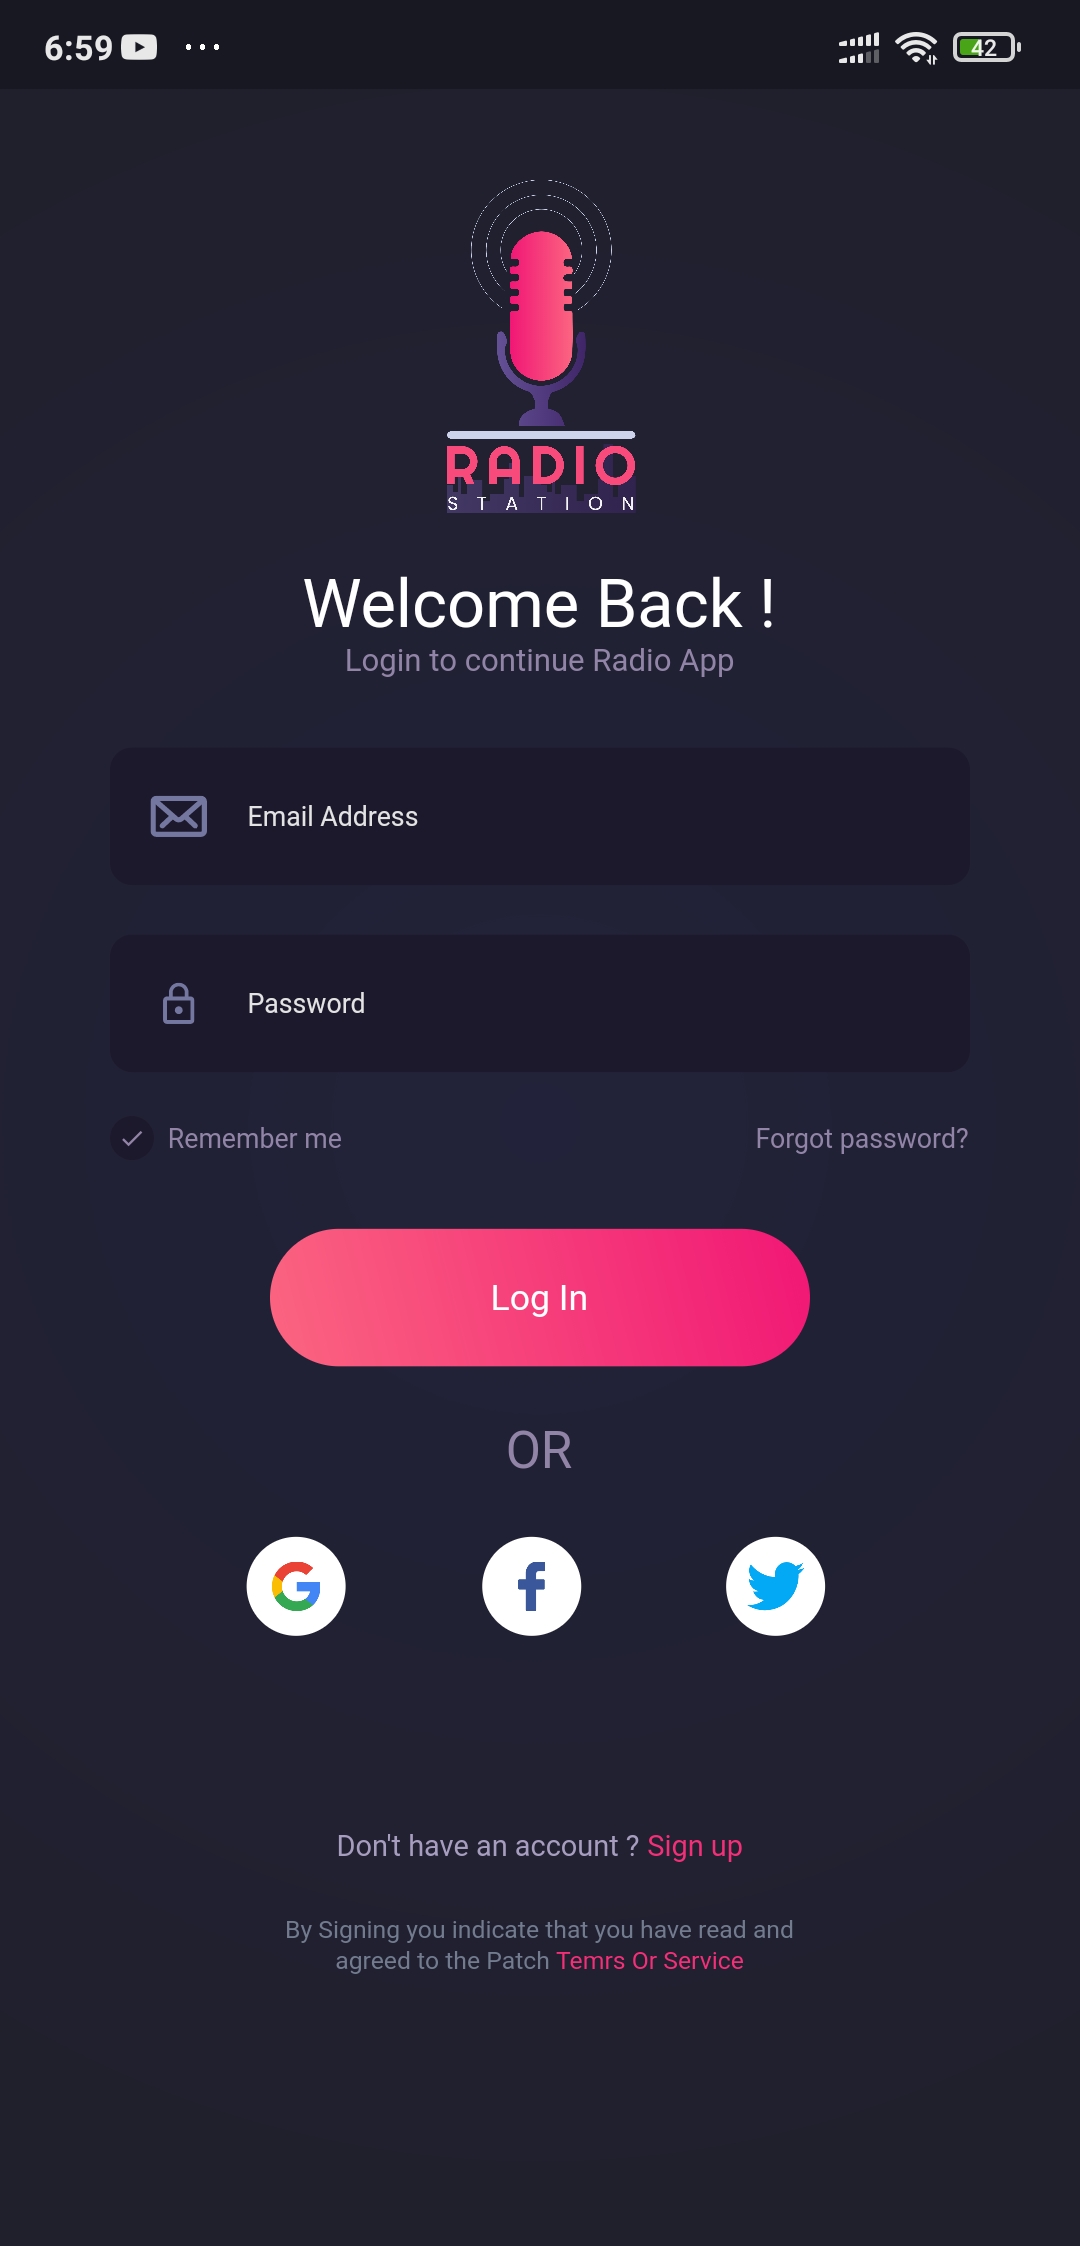 6:59
42
RADIO
STATION
Welcome Back !
Login to continue Radio App
Email Address
Password
Remember me
Forgot password?
Log In
OR
Don't have an account ? Sign up
By Signing you indicate that you have read and
agreed to the Patch Temrs Or Service